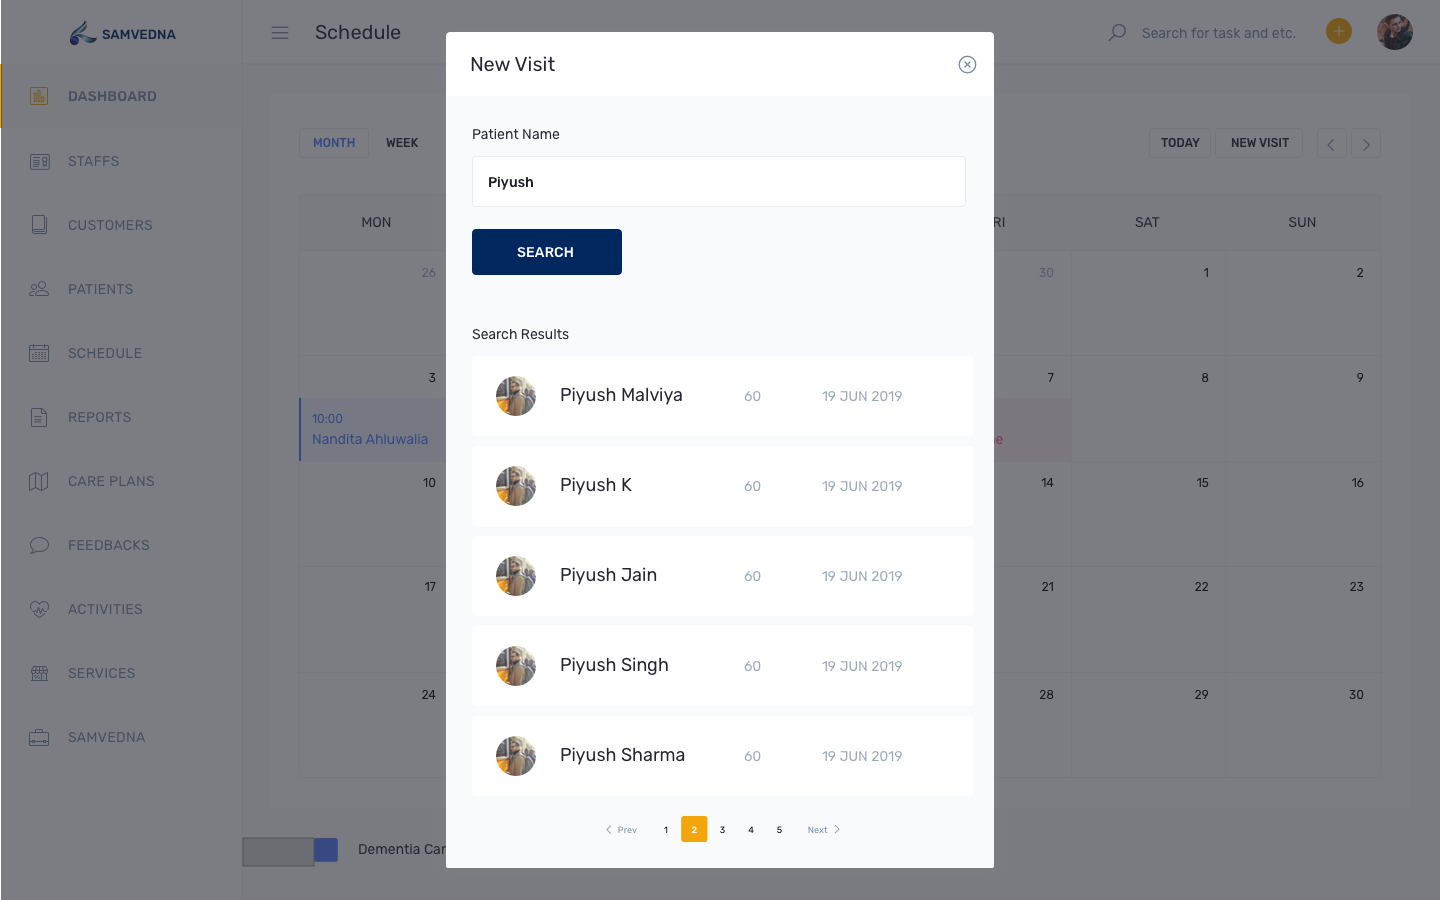 SAMVEDNA
Schedule
Search for task and etc.
DASHBOARD
STAFFS
CUSTOMERS
PATIENTS
SCHEDULE
REPORTS
CARE PLANS
FEEDBACKS
ACTIVITIES
SERVICES
SAMVEDNA
MONTH WEEK
TODAY NEW VISIT
MON
RI SAT SUN
26
30 1 2
3
7 8 9
10:00
Nandita Ahluwalia
e
10
14 15 16
17
21 22 23
24
28 29 30
Dementia Car
New Visit
Patient Name
Piyush
SEARCH
Search Results
Piyush Malviya 60 19 JUN 2019
Piyush K 60 19 JUN 2019
Piyush Jain 60 19 JUN 2019
Piyush Singh 60 19 JUN 2019
Piyush Sharma 60 19 JUN 2019
Prev 1 2 3 4 5 Next